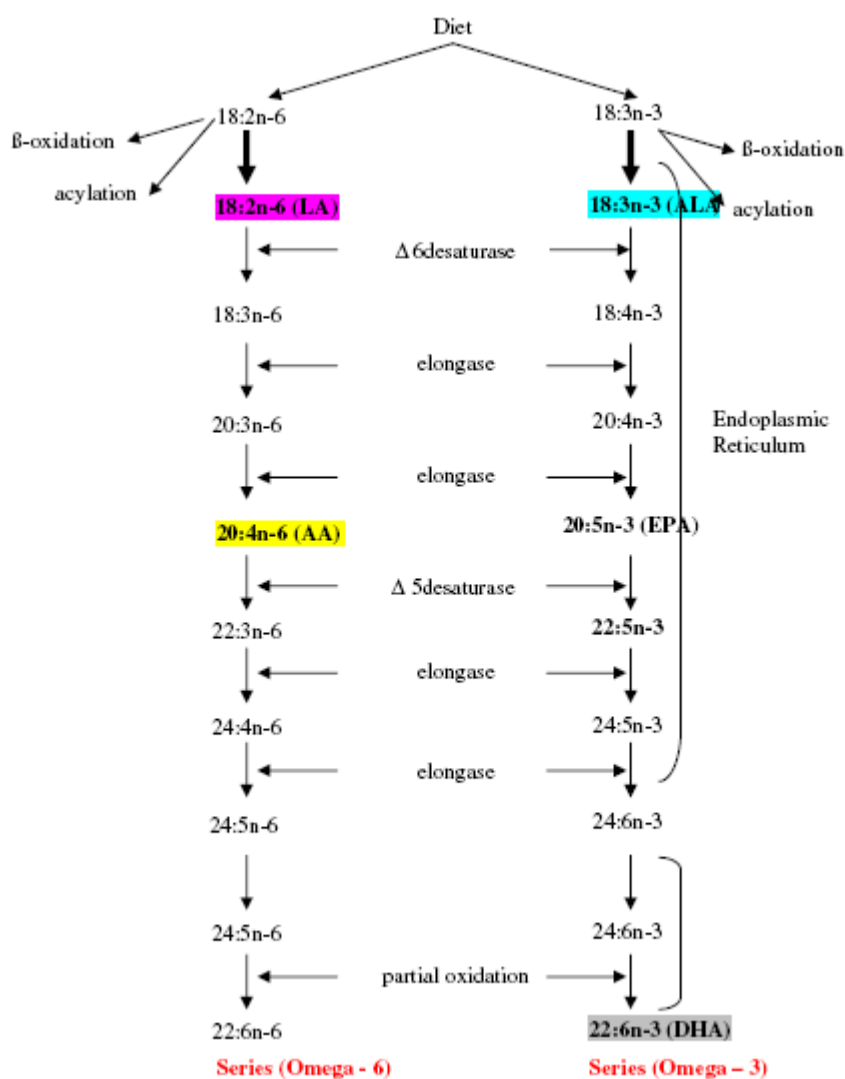 Diet
18:2n-6 18:3n-3
ß-oxidation ß-oxidation
acylation acylation
18:2n-6 (LA) 18:3n-3 (ALA
Δ 6desaturase
18:3n-6 18:4n-3
elongase
20:3n-6 20:4n-3
Endoplasmic
Reticulum
elongase
20:4n-6 (AA) 20:5n-3 (EPA)
Δ 5desaturase
22:3n-6 22:5n-3
elongase
24:4n-6 24:5n-3
elongase
24:5n-6 24:6n-3
24:5n-6 24:6n-3
partial oxidation
22:6n-6 22:6n-3 (DHA)
Series (Omega - 6) Series (Omega – 3)